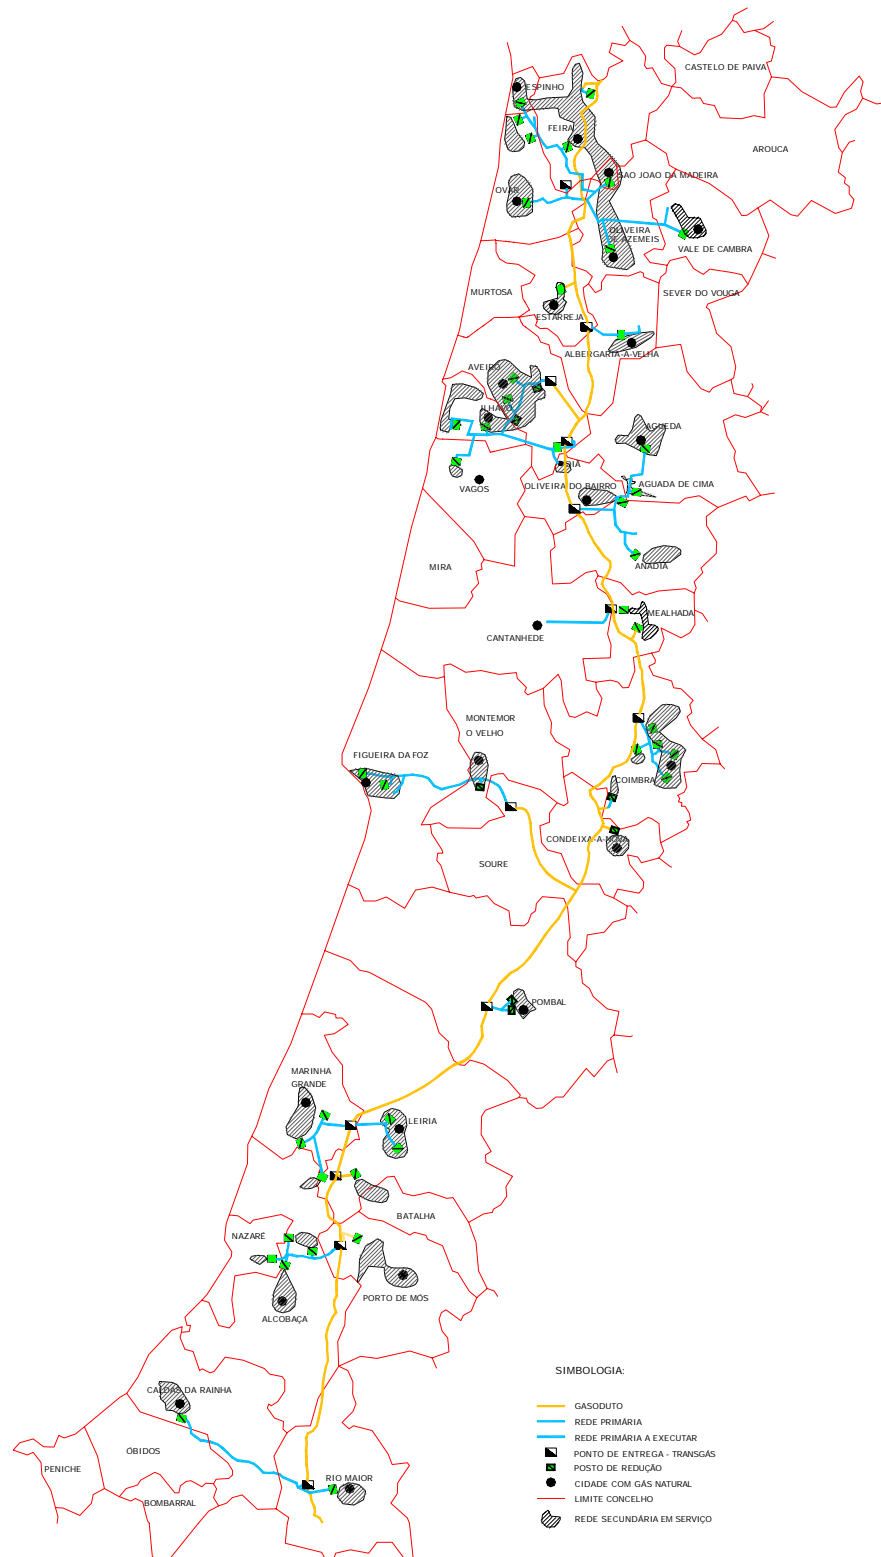 CASTELO DE PAIVA
ESPINHO
FEIRA
AROUCA
SAO JOAO DA MADEIRA
OVAR
OLIVEIRA
DE AZEMEIS
VALE DE CAMBRA
MURTOSA
SEVER DO VOUGA
ESTARREJA
ALBERGARIA-A-VELHA
AVEIRO
ILHAVO
AGUEDA
VAGOS
OLIVEIRA DO BAIRRO
AGUADA DE CIMA
MIRA
ANADIA
MEALHADA
CANTANHEDE
MONTEMOR
O VELHO
FIGUEIRA DA FOZ
COIMBRA
CONDEIXA-A-NOVA
SOURE
POMBAL
MARINHA
GRANDE
LEIRIA
BATALHA
NAZARÉ
PORTO DE MÓS
ALCOBAÇA
CALDAS DA RAINHA
ÓBIDOS
PENICHE
BOMBARRAL
RIO MAIOR
SIMBOLOGIA:
GASODUTO
REDE PRIMÁRIA
REDE PRIMÁRIA A EXECUTAR
PONTO DE ENTREGA - TRANSGÁS
POSTO DE REDUÇÃO
CIDADE COM GÁS NATURAL
LIMITE CONCELHO
REDE SECUNDÁRIA EM SERVIÇO